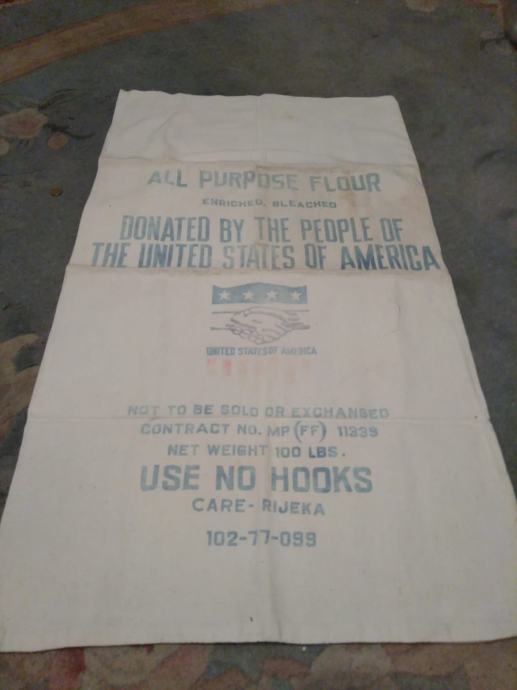 ALL PURPOSE FLOUR
ENRICHED, BLEACHED
DONATED BY THE PEOPLE OF
THE UNITED STATES OF AMERICA
UNITED STATES OF AMERICA
NOT TO BE SOLD OR EXCHANGED
CONTRACT NO. MP (FF) 11339
NET WEIGHT 100 LBS.
USE NO HOOKS
CARE- RIJEKA
102-77-099